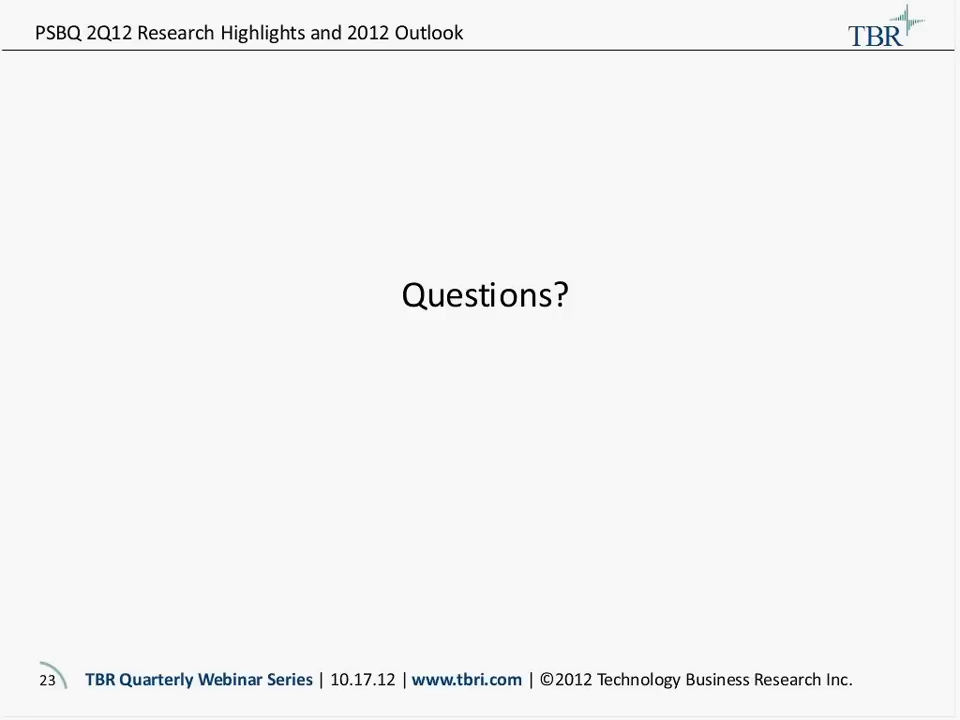 PSBQ 2Q12 Research Highlights and 2012 Outlook
TBR
Questions?
23
TBR Quarterly Webinar Series | 10.17.12 | www.tbri.com | ©2012 Technology Business Research Inc.